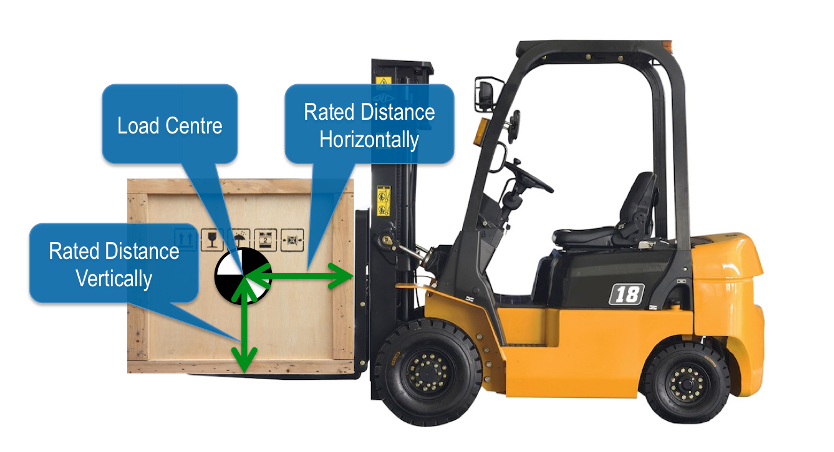 Load Centre
Rated Distance
Horizontally
Rated Distance
Vertically
18